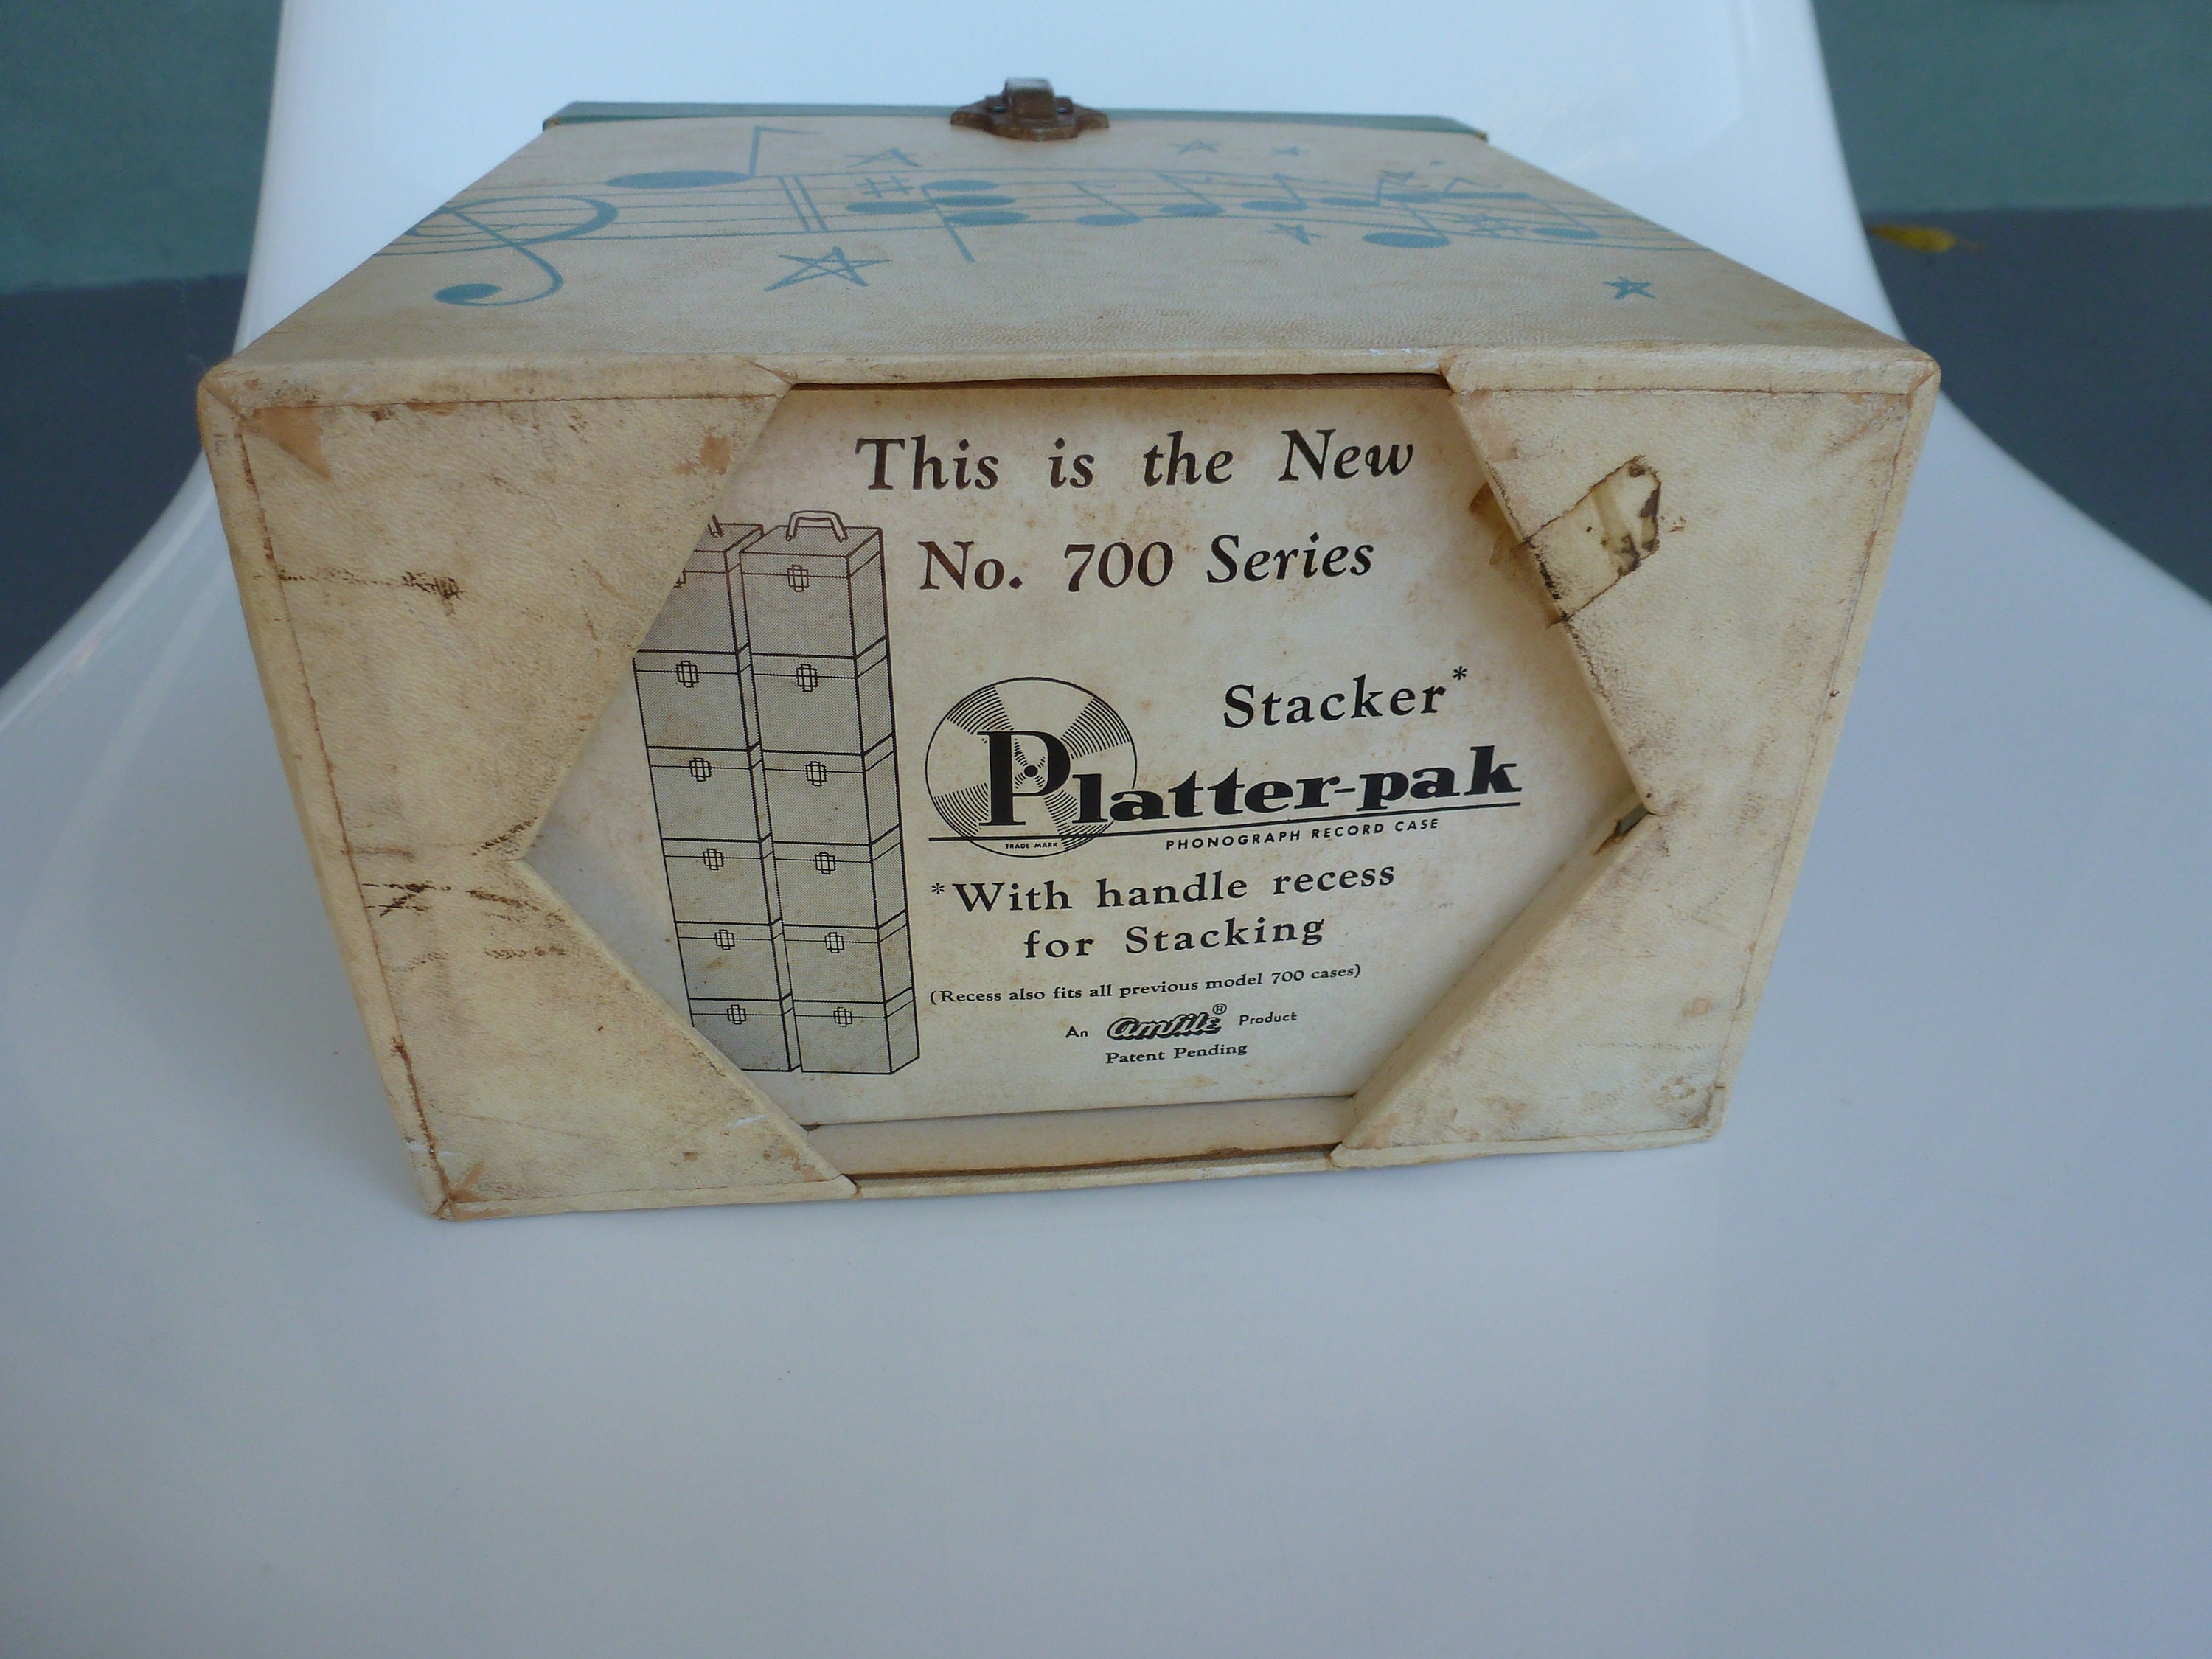 This is the New
No. 700 Series
Stacker*
Platter-pak
TRADE MARK
PHONOGRAPH RECORD CASE
*With handle recess
for Stacking
(Recess also fits all previous model 700 cases)
An Amfile® Product
Patent Pending